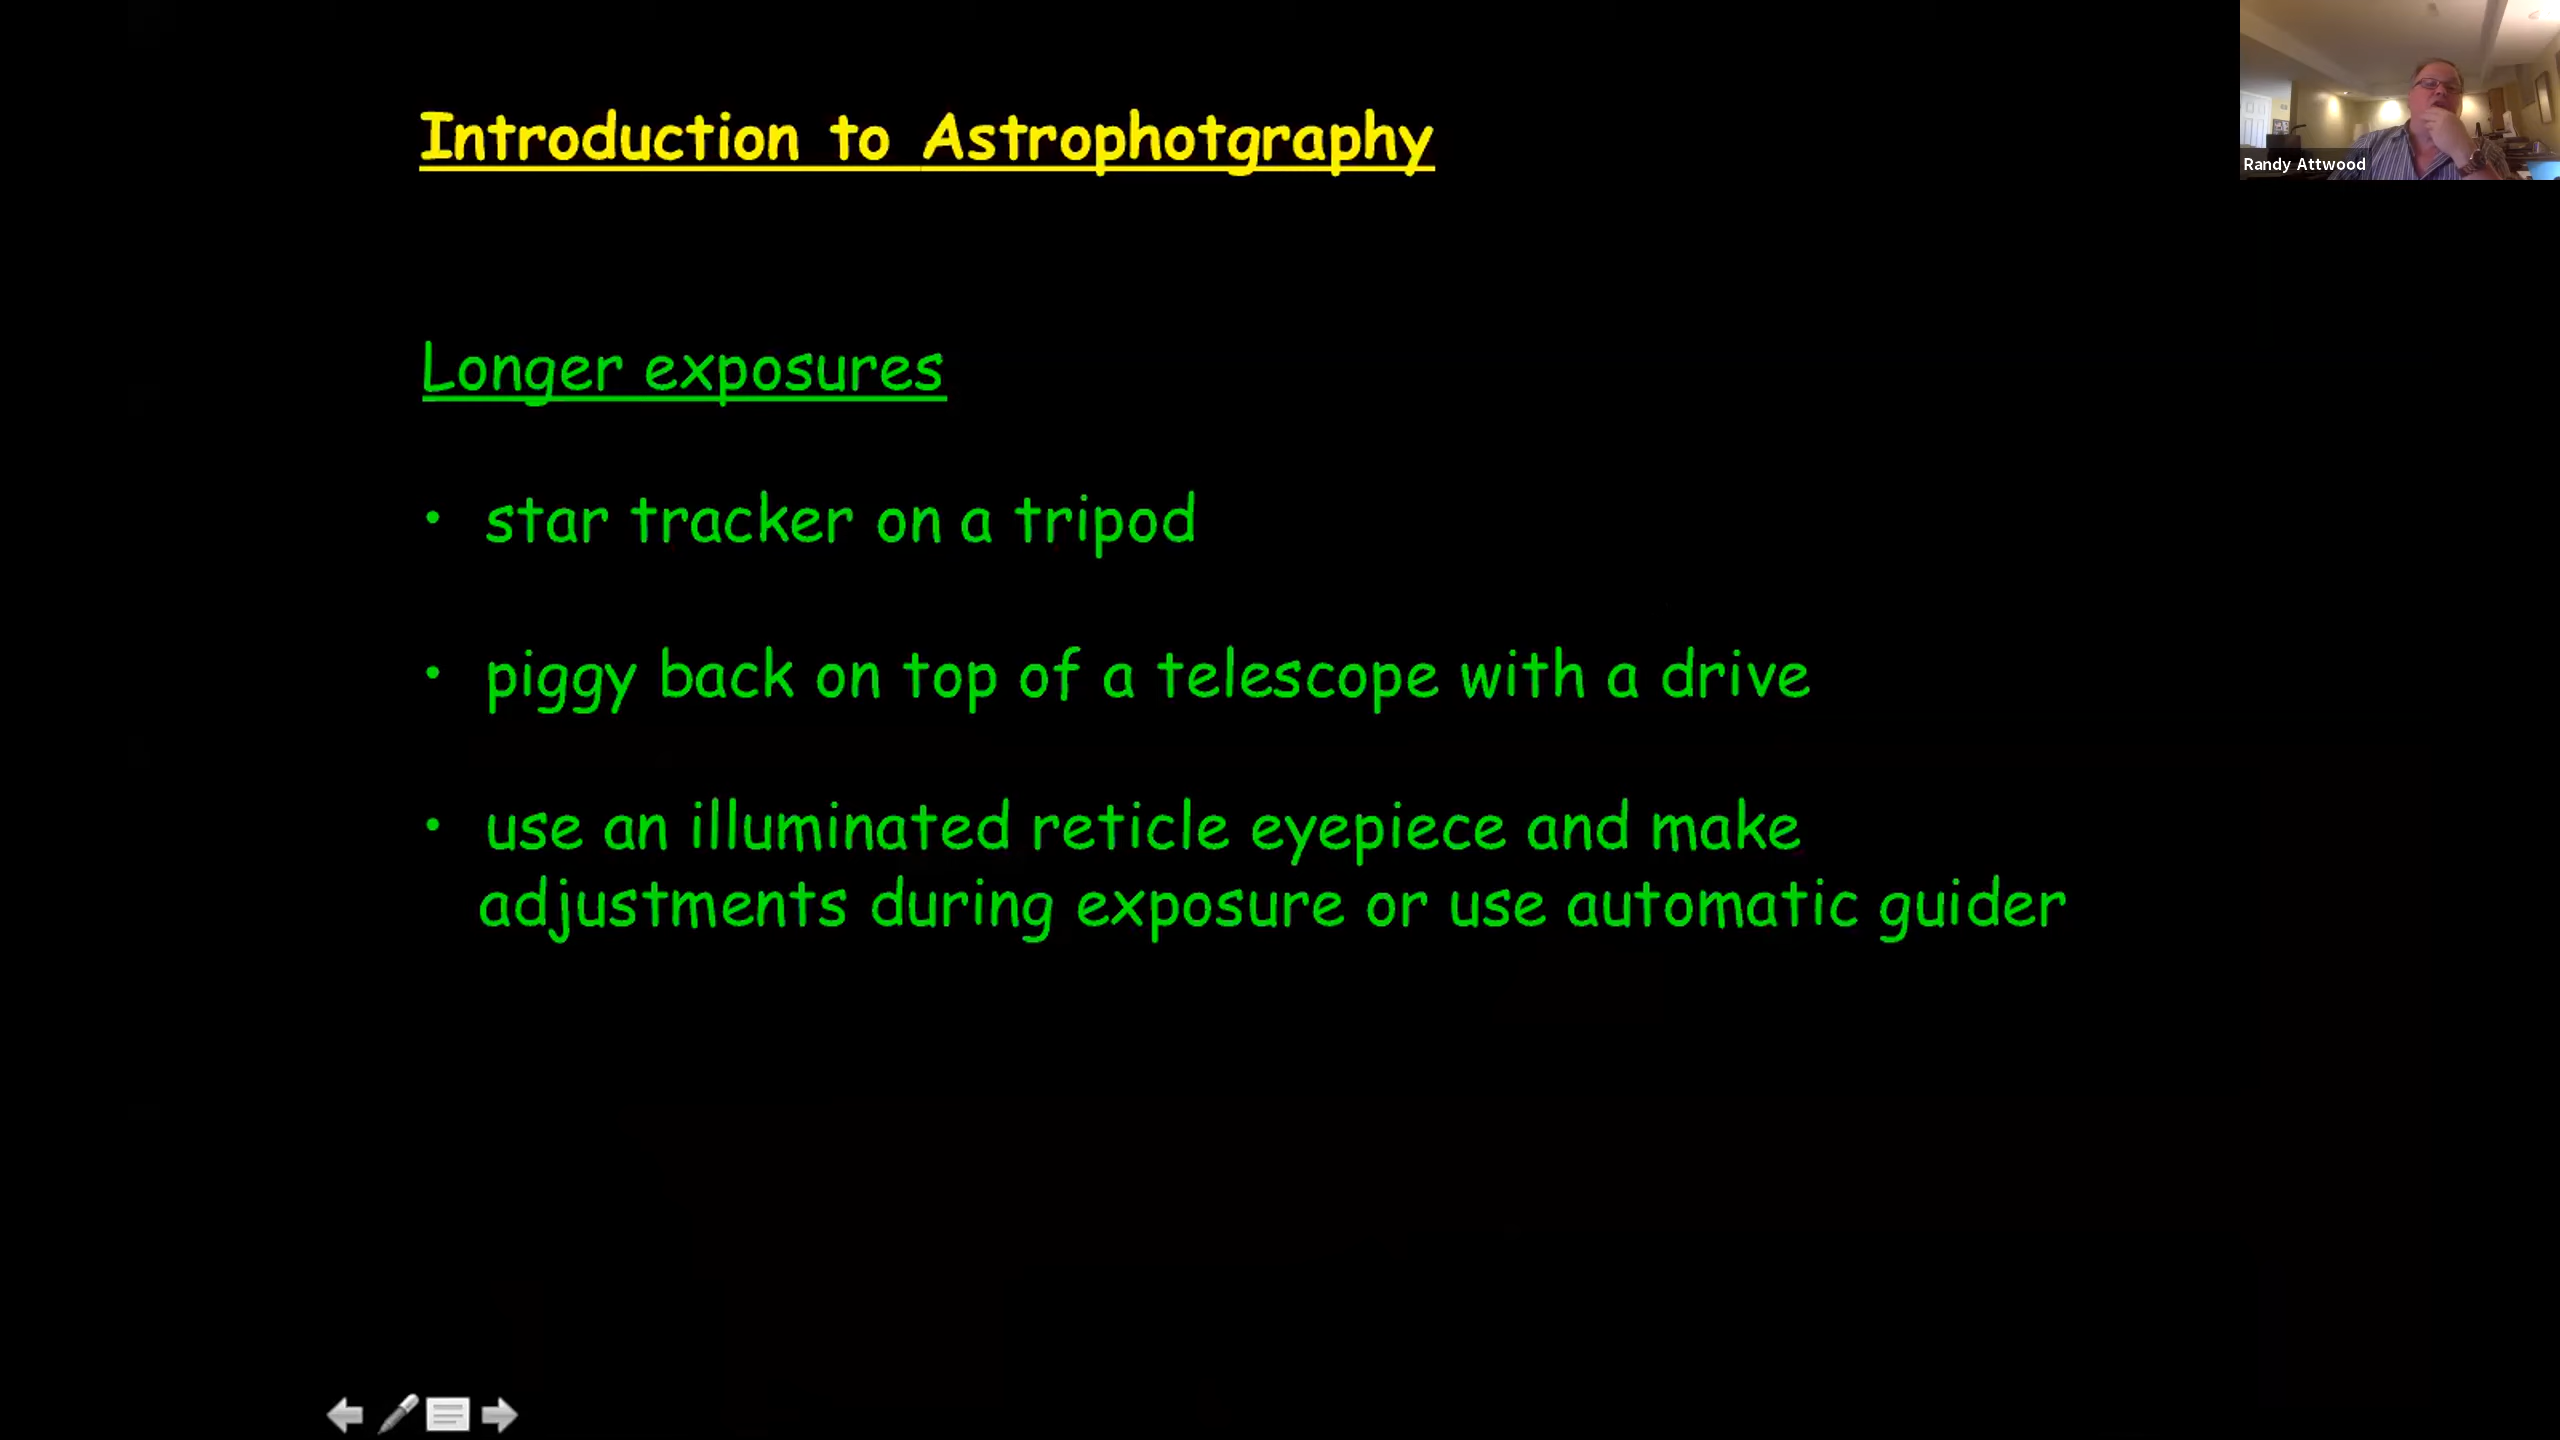 Introduction to Astrophotgraphy
Randy Attwood
Longer exposures
• star tracker on a tripod
• piggy back on top of a telescope with a drive
• use an illuminated reticle eyepiece and make
adjustments during exposure or use automatic guider